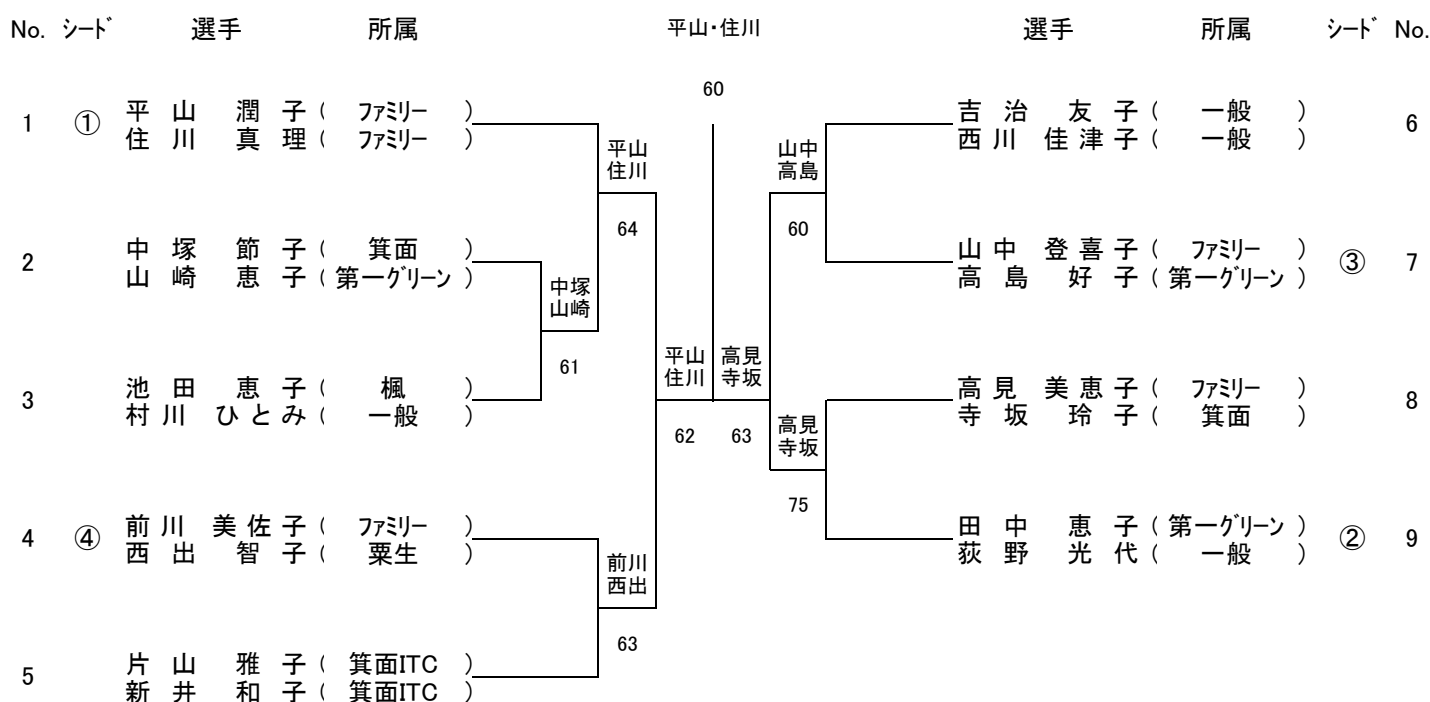 No. シード 選手 所属 平山・住川 選手 所属 シード No.
60
1 ① 平山 潤子 ( ファミリー )
住川 真理 ( ファミリー )
吉治 友子 ( 一般 ) 6
西川 佳津子 ( 一般 )
平山
住川
山中
高島
64
60
2 中塚 節子 ( 箕面 )
山崎 恵子 ( 第一グリーン )
山中 登喜子 ( ファミリー ) ③ 7
高島 好子 ( 第一グリーン )
中塚
山崎
61
平山
住川
高見
寺坂
62
63
3 池田 恵子 ( 楓 )
村川 ひとみ ( 一般 )
高見 美恵子 ( ファミリー ) 8
寺坂 玲子 ( 箕面 )
高見
寺坂
75
4 ④ 前川 美佐子 ( ファミリー )
西出 智子 ( 粟生 )
田中 恵子 ( 第一グリーン ) ② 9
荻野 光代 ( 一般 )
前川
西出
63
5 片山 雅子 ( 箕面ITC )
新井 和子 ( 箕面ITC )